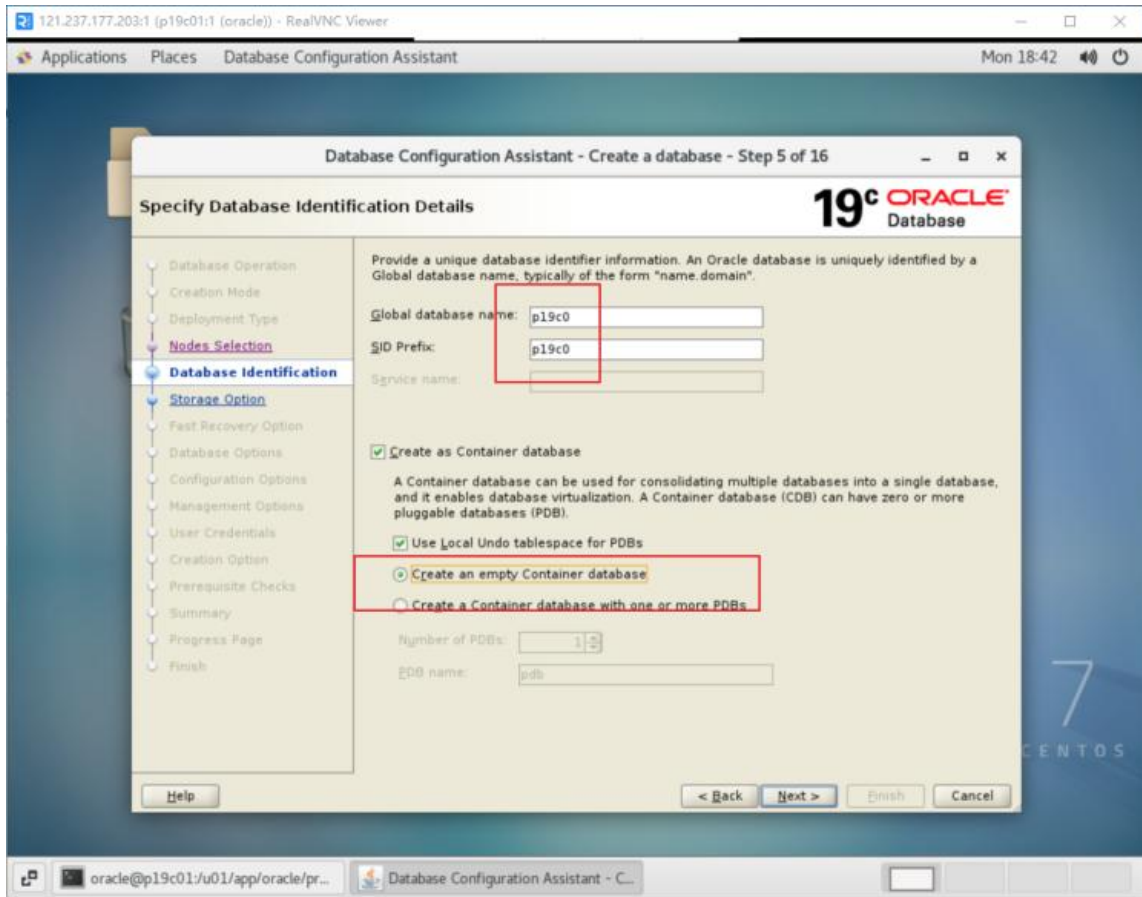 121.237.177.203:1 (p19c01:1 (oracle)) - RealVNC Viewer
Applications Places Database Configuration Assistant Mon 18:42
Database Configuration Assistant - Create a database - Step 5 of 16
Specify Database Identification Details
19c ORACLE
Database
Database Operation
Creation Mode
Deployment Type
Nodes Selection
Database Identification
Storage Option
Fast Recovery Option
Database Options
Configuration Options
Management Options
User Credentials
Creation Option
Prerequisite Checks
Summary
Progress Page
Finish
Provide a unique database identifier information. An Oracle database is uniquely identified by a
Global database name, typically of the form "name.domain".
Global database name: p19c0
SID Prefix: p19c0
Service name:
Create as Container database
A Container database can be used for consolidating multiple databases into a single database,
and it enables database virtualization. A Container database (CDB) can have zero or more
pluggable databases (PDB).
Use Local Undo tablespace for PDBs
Create an empty Container database
Create a Container database with one or more PDBs
Number of PDBs: 1
PDB name: pdb
Help < Back Next > Finish Cancel
7
CENTOS
oracle@p19c01:/u01/app/oracle/pr... Database Configuration Assistant - C...